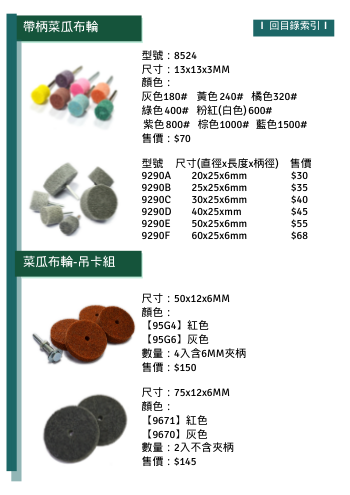 帶柄菜瓜布輪
I 回目錄索引 I
型號：8524
尺寸：13x13x3MM
顏色：
灰色180# 黃色240# 橘色320#
綠色400# 粉紅(白色)600#
紫色800# 棕色1000# 藍色1500#
售價：$70
型號 尺寸(直徑x長度x柄徑) 售價
9290A 20x25x6mm $30
9290B 25x25x6mm $35
9290C 30x25x6mm $40
9290D 40x25xmm $45
9290E 50x25x6mm $55
9290F 60x25x6mm $68
菜瓜布輪-吊卡組
尺寸：50x12x6MM
顏色：
【95G4】紅色
【95G6】灰色
數量：4入含6MM夾柄
售價：$150
尺寸：75x12x6MM
顏色：
【9671】紅色
【9670】灰色
數量：2入不含夾柄
售價：$145